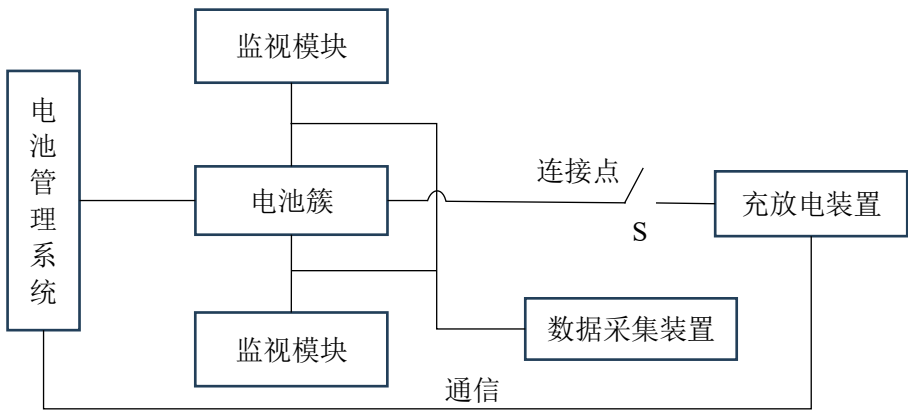 监视模块
电池管理系统
连接点
电池簇
充放电装置
S
数据采集装置
监视模块
通信